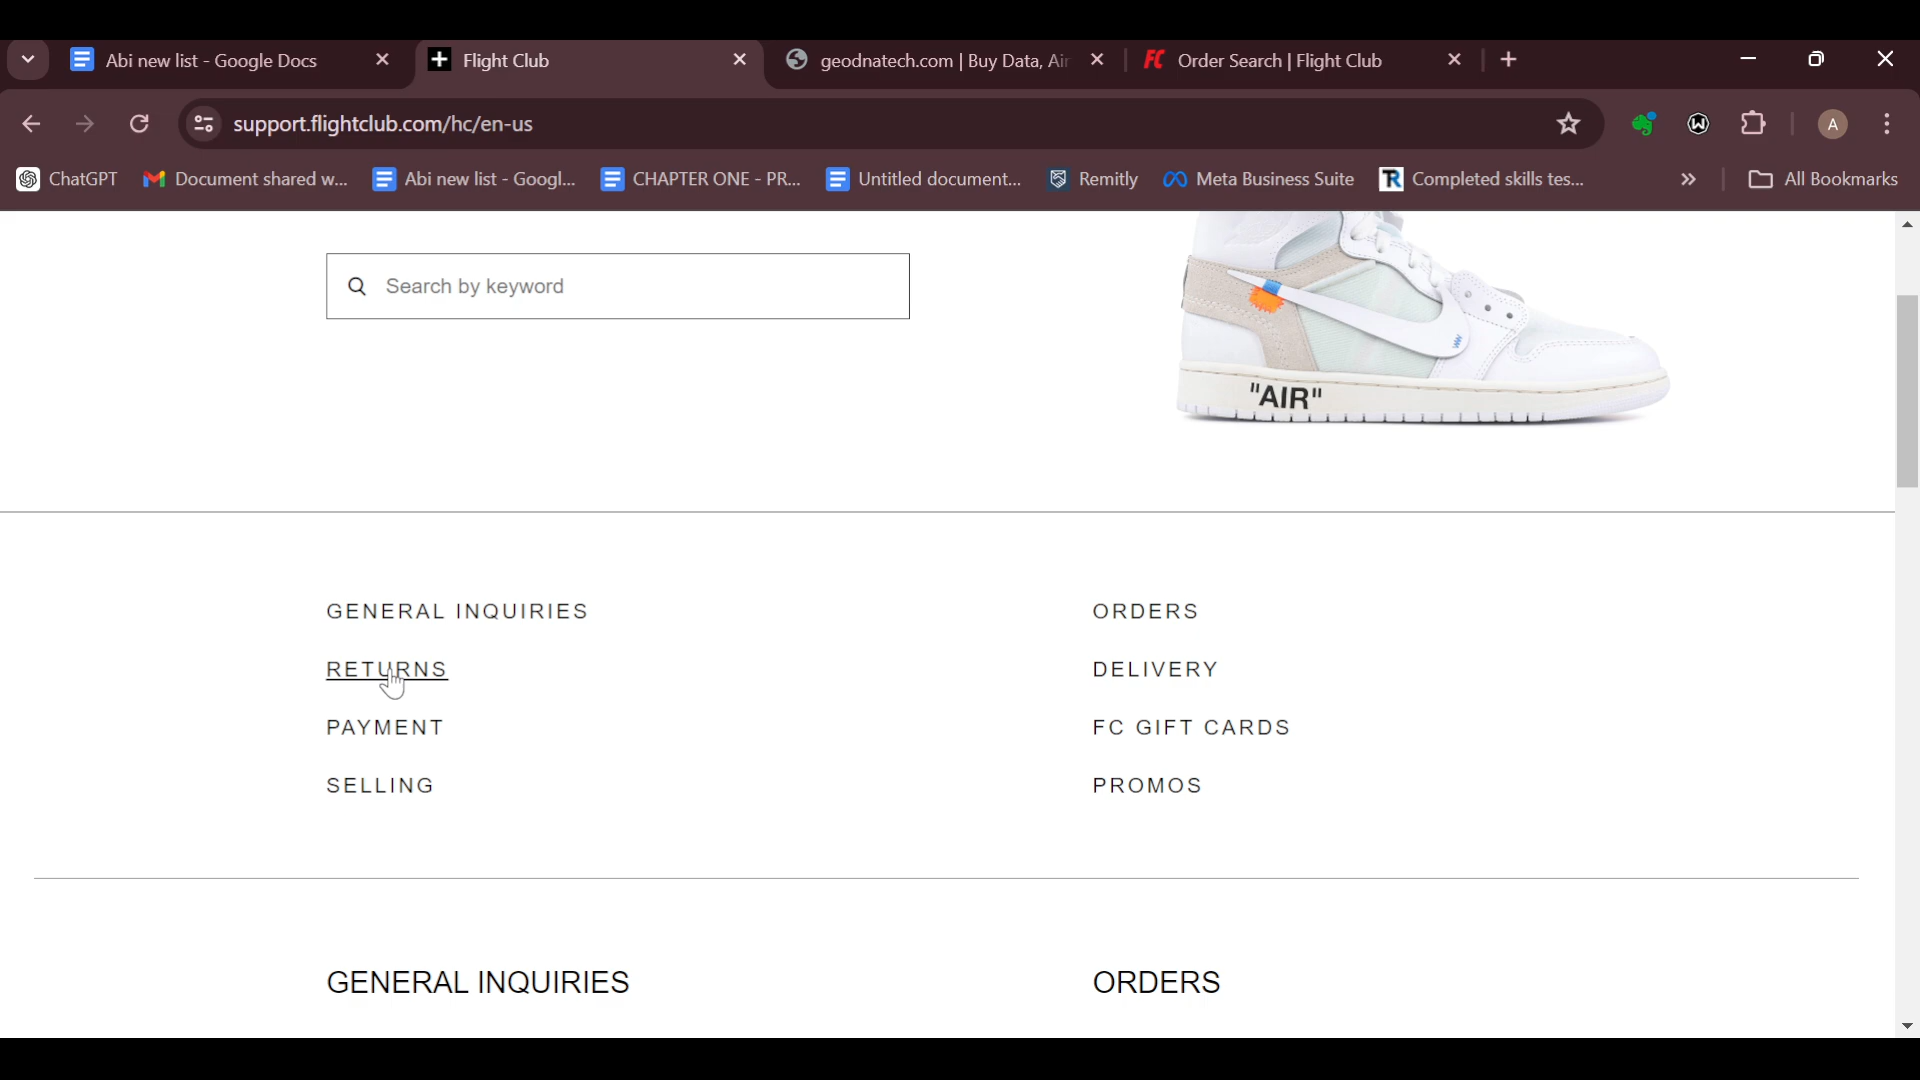 Abi new list - Google Docs
Flight Club
geodnatech.com | Buy Data, Air
FC Order Search | Flight Club
support.flightclub.com/hc/en-us
A
ChatGPT
Document shared w...
Abi new list - Googl...
CHAPTER ONE - PR...
Untitled document...
Remitly
Meta Business Suite
TR Completed skills tes...
All Bookmarks
Search by keyword
"AIR"
GENERAL INQUIRIES
ORDERS
RETURNS
DELIVERY
PAYMENT
FC GIFT CARDS
SELLING
PROMOS
GENERAL INQUIRIES
ORDERS